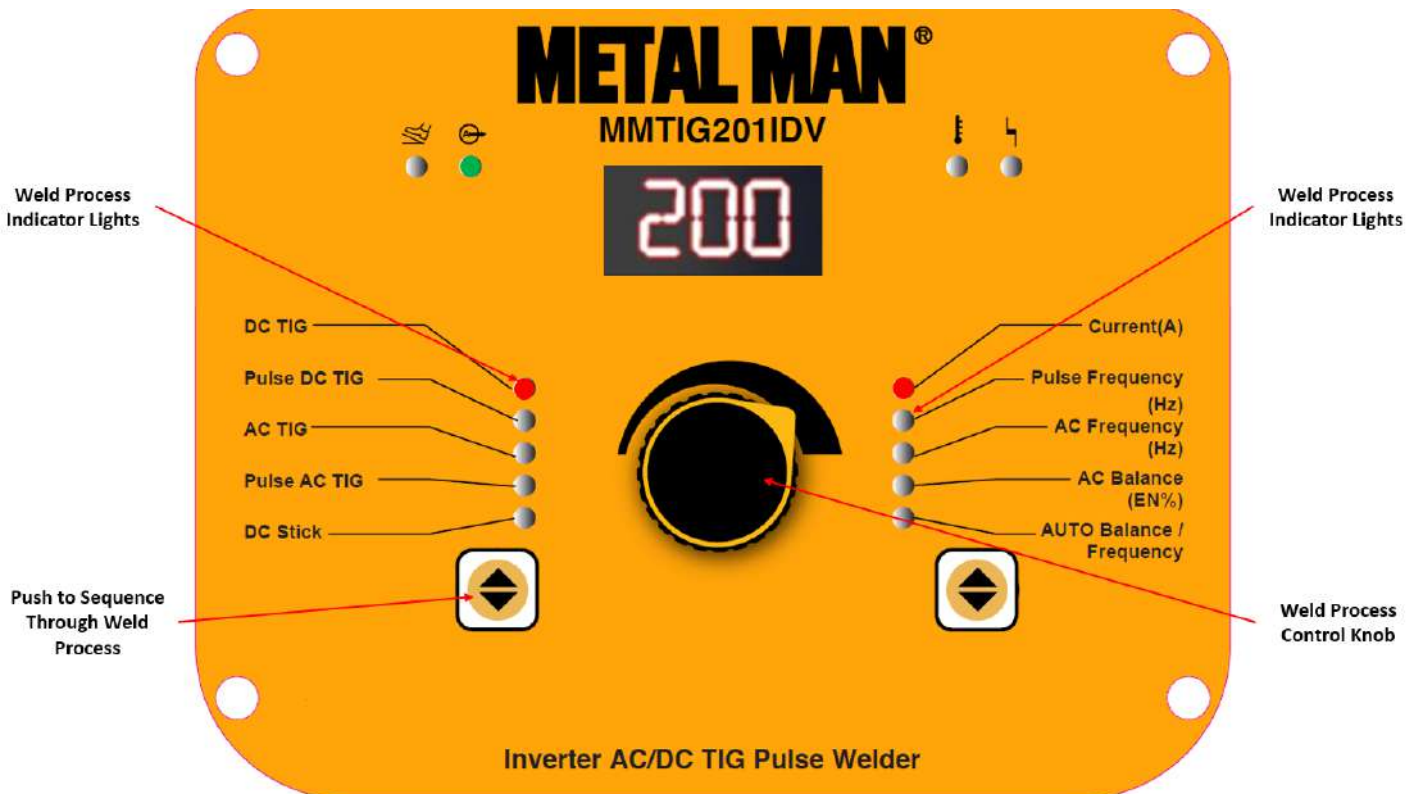 METAL MAN®
MMTIG201IDV
200
Weld Process
Indicator Lights
Weld Process
Indicator Lights
DC TIG
Pulse DC TIG
AC TIG
Pulse AC TIG
DC Stick
Current(A)
Pulse Frequency
(Hz)
AC Frequency
(Hz)
AC Balance
(EN%)
AUTO Balance /
Frequency
Push to Sequence
Through Weld
Process
Weld Process
Control Knob
Inverter AC/DC TIG Pulse Welder